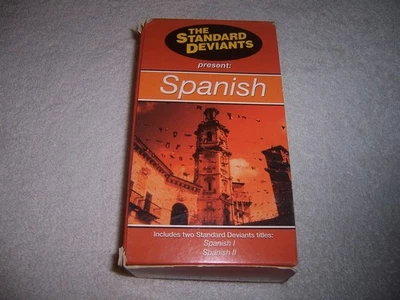 THE
STANDARD
DEVIANTS
present:
Spanish
Includes two Standard Deviants titles:
Spanish I
Spanish II